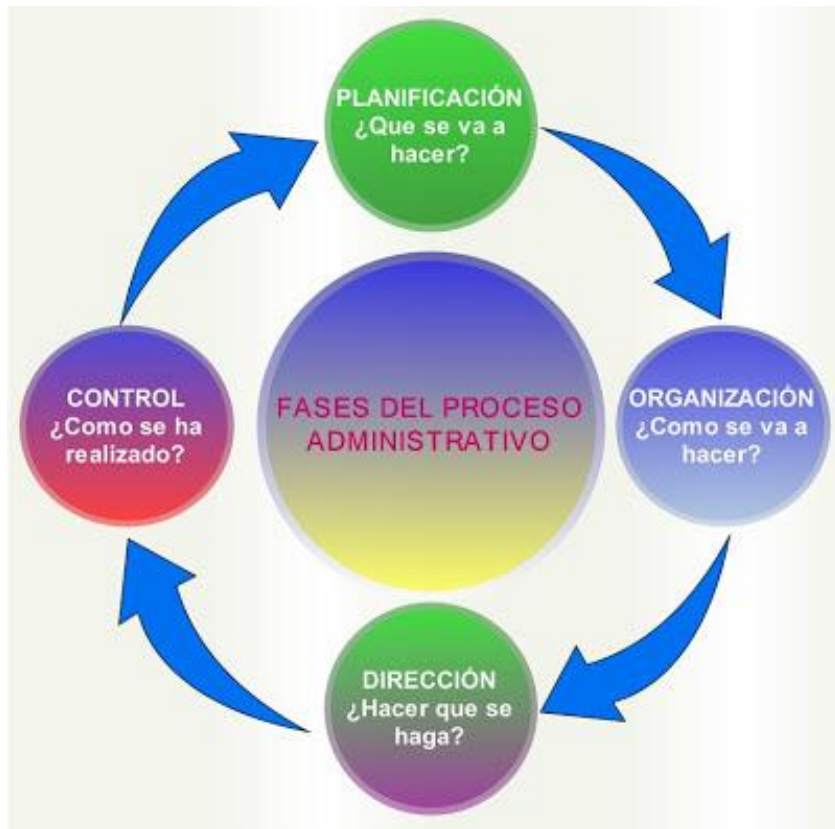 PLANIFICACIÓN
¿Que se va a
hacer?
FASES DEL PROCESO
ADMINISTRATIVO
ORGANIZACIÓN
¿Como se va a
hacer?
DIRECCIÓN
¿Hacer que se
haga?
CONTROL
¿Como se ha
realizado?